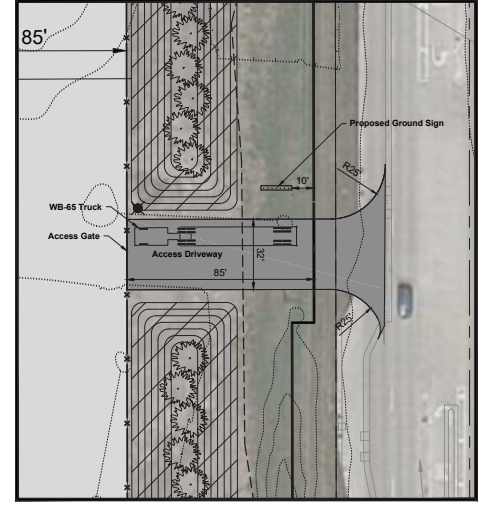 85'
Proposed Ground Sign
10'
R25'
WB-65 Truck
Access Gate
Access Driveway
32'
85'
R25'